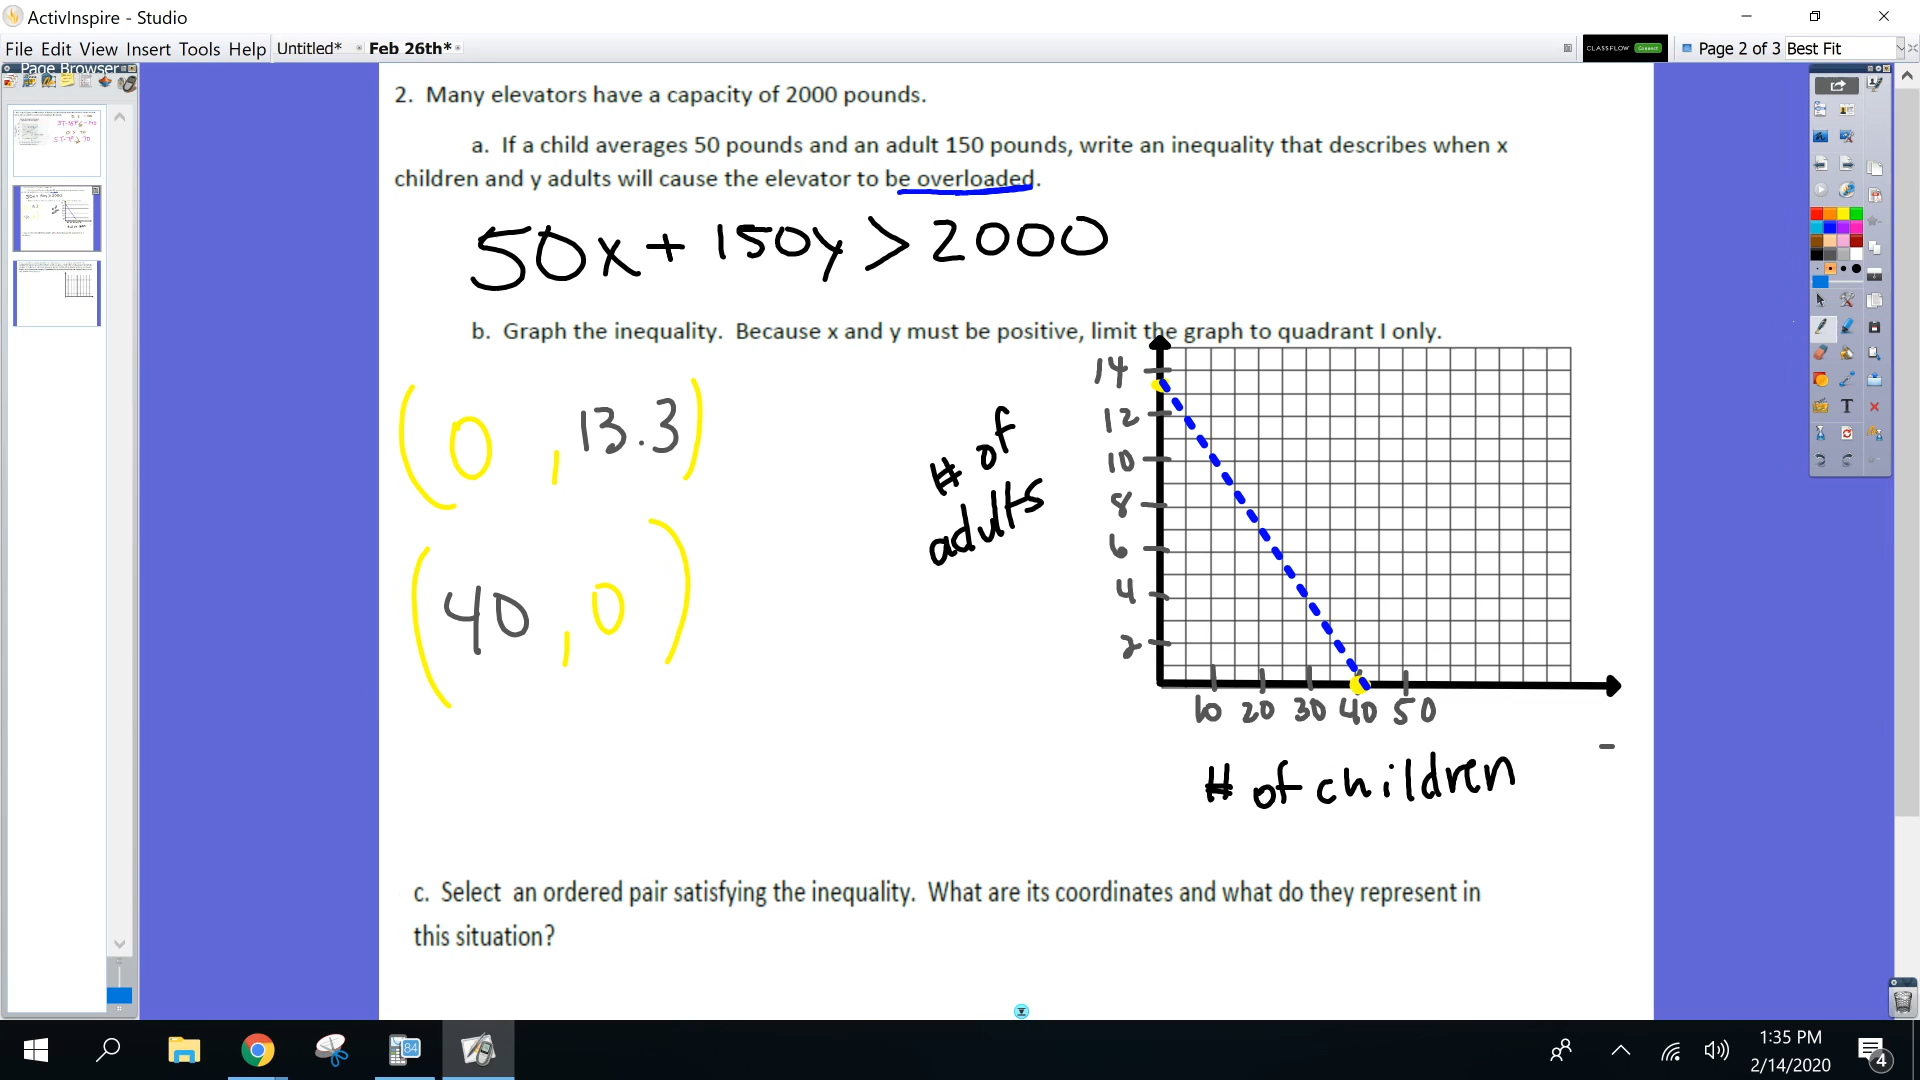 ActivInspire - Studio
File Edit View Insert Tools Help Untitled* Feb 26th* CLASSFLOW Connect Page 2 of 3 Best Fit
Page Browser
2. Many elevators have a capacity of 2000 pounds.
a. If a child averages 50 pounds and an adult 150 pounds, write an inequality that describes when x
children and y adults will cause the elevator to be overloaded.
50x + 150y > 2000
b. Graph the inequality. Because x and y must be positive, limit the graph to quadrant I only.
(0, 13.3)
(40, 0)
# of
adults
14
12
10
8
6
4
2
10 20 30 40 50
# of children
c. Select an ordered pair satisfying the inequality. What are its coordinates and what do they represent in
this situation?
84
1:35 PM
2/14/2020
4